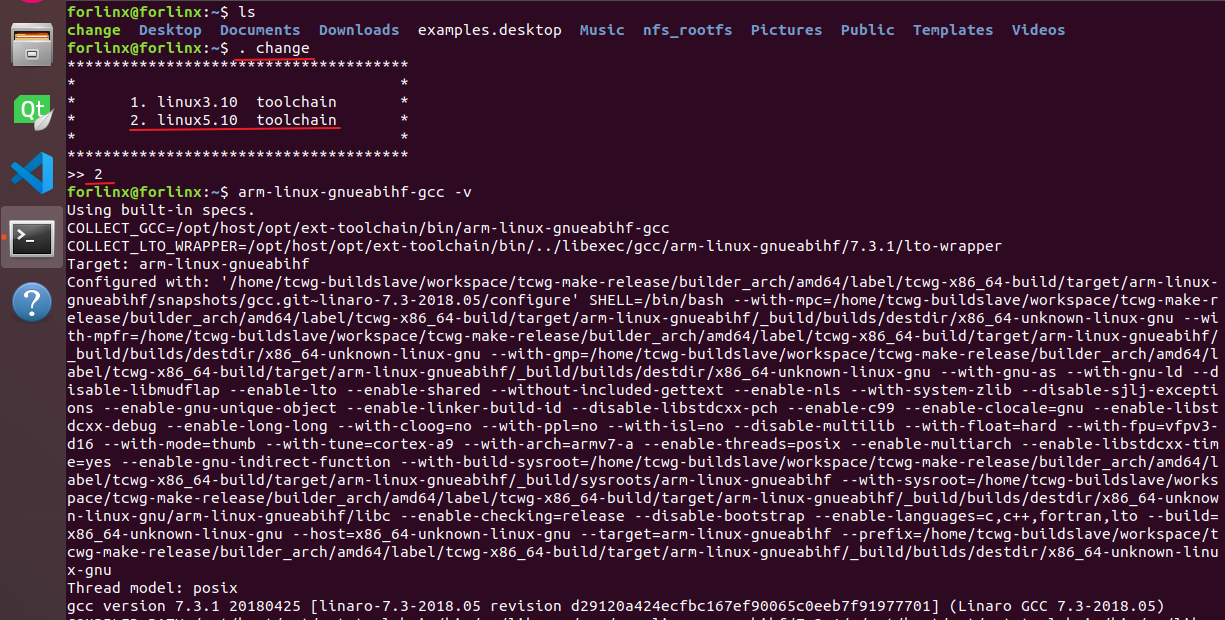 forlinx@forlinx:~$ ls
change  Desktop  Documents  Downloads  examples.desktop  Music  nfs_rootfs  Pictures  Public  Templates  Videos
forlinx@forlinx:~$ . change
**************************************
*                                    *
*      1. linux3.10  toolchain       *
*      2. linux5.10  toolchain       *
*                                    *
**************************************
>> 2
forlinx@forlinx:~$ arm-linux-gnueabihf-gcc -v
Using built-in specs.
COLLECT_GCC=/opt/host/opt/ext-toolchain/bin/arm-linux-gnueabihf-gcc
COLLECT_LTO_WRAPPER=/opt/host/opt/ext-toolchain/bin/../libexec/gcc/arm-linux-gnueabihf/7.3.1/lto-wrapper
Target: arm-linux-gnueabihf
Configured with: '/home/tcwg-buildslave/workspace/tcwg-make-release/builder_arch/amd64/label/tcwg-x86_64-build/target/arm-linux-
gnueabihf/snapshots/gcc.git~linaro-7.3-2018.05/configure' SHELL=/bin/bash --with-mpc=/home/tcwg-buildslave/workspace/tcwg-make-r
elease/builder_arch/amd64/label/tcwg-x86_64-build/target/arm-linux-gnueabihf/_build/builds/destdir/x86_64-unknown-linux-gnu --wi
th-mpfr=/home/tcwg-buildslave/workspace/tcwg-make-release/builder_arch/amd64/label/tcwg-x86_64-build/target/arm-linux-gnueabihf/
_build/builds/destdir/x86_64-unknown-linux-gnu --with-gmp=/home/tcwg-buildslave/workspace/tcwg-make-release/builder_arch/amd64/l
abel/tcwg-x86_64-build/target/arm-linux-gnueabihf/_build/builds/destdir/x86_64-unknown-linux-gnu --with-gnu-as --with-gnu-ld --d
isable-libmudflap --enable-lto --enable-shared --without-included-gettext --enable-nls --with-system-zlib --disable-sjlj-excepti
ons --enable-gnu-unique-object --enable-linker-build-id --disable-libstdcxx-pch --enable-c99 --enable-clocale=gnu --enable-libst
dcxx-debug --enable-long-long --with-cloog=no --with-ppl=no --with-isl=no --disable-multilib --with-float=hard --with-fpu=vfpv3-
d16 --with-mode=thumb --with-tune=cortex-a9 --with-arch=armv7-a --enable-threads=posix --enable-multiarch --enable-libstdcxx-tim
e=yes --enable-gnu-indirect-function --with-build-sysroot=/home/tcwg-buildslave/workspace/tcwg-make-release/builder_arch/amd64/l
abel/tcwg-x86_64-build/target/arm-linux-gnueabihf/_build/sysroots/arm-linux-gnueabihf --with-sysroot=/home/tcwg-buildslave/works
pace/tcwg-make-release/builder_arch/amd64/label/tcwg-x86_64-build/target/arm-linux-gnueabihf/_build/builds/destdir/x86_64-unknow
n-linux-gnu/arm-linux-gnueabihf/libc --enable-checking=release --disable-bootstrap --enable-languages=c,c++,fortran,lto --build=
x86_64-unknown-linux-gnu --host=x86_64-unknown-linux-gnu --target=arm-linux-gnueabihf --prefix=/home/tcwg-buildslave/workspace/t
cwg-make-release/builder_arch/amd64/label/tcwg-x86_64-build/target/arm-linux-gnueabihf/_build/builds/destdir/x86_64-unknown-linu
x-gnu
Thread model: posix
gcc version 7.3.1 20180425 [linaro-7.3-2018.05 revision d29120a424ecfbc167ef90065c0eeb7f91977701] (Linaro GCC 7.3-2018.05)
Qt